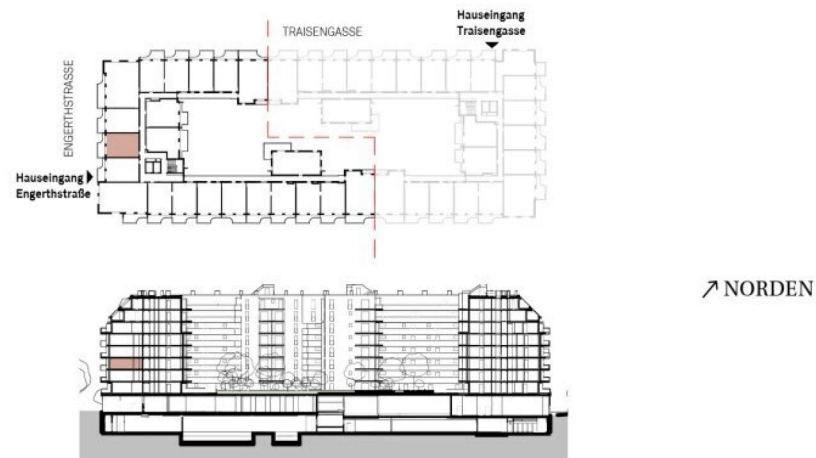 Hauseingang
Traisengasse
TRAISENGASSE
ENGERTHSTRASSE
Hauseingang
Engerthstraße
NORDEN